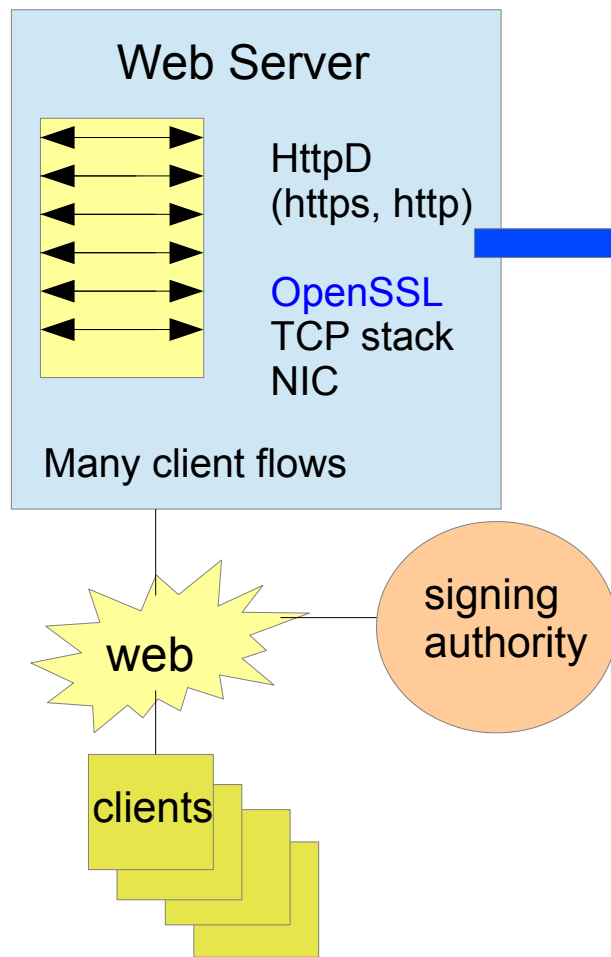 Web Server
HttpD
(https, http)
OpenSSL
TCP stack
NIC
Many client flows
signing
authority
web
clients